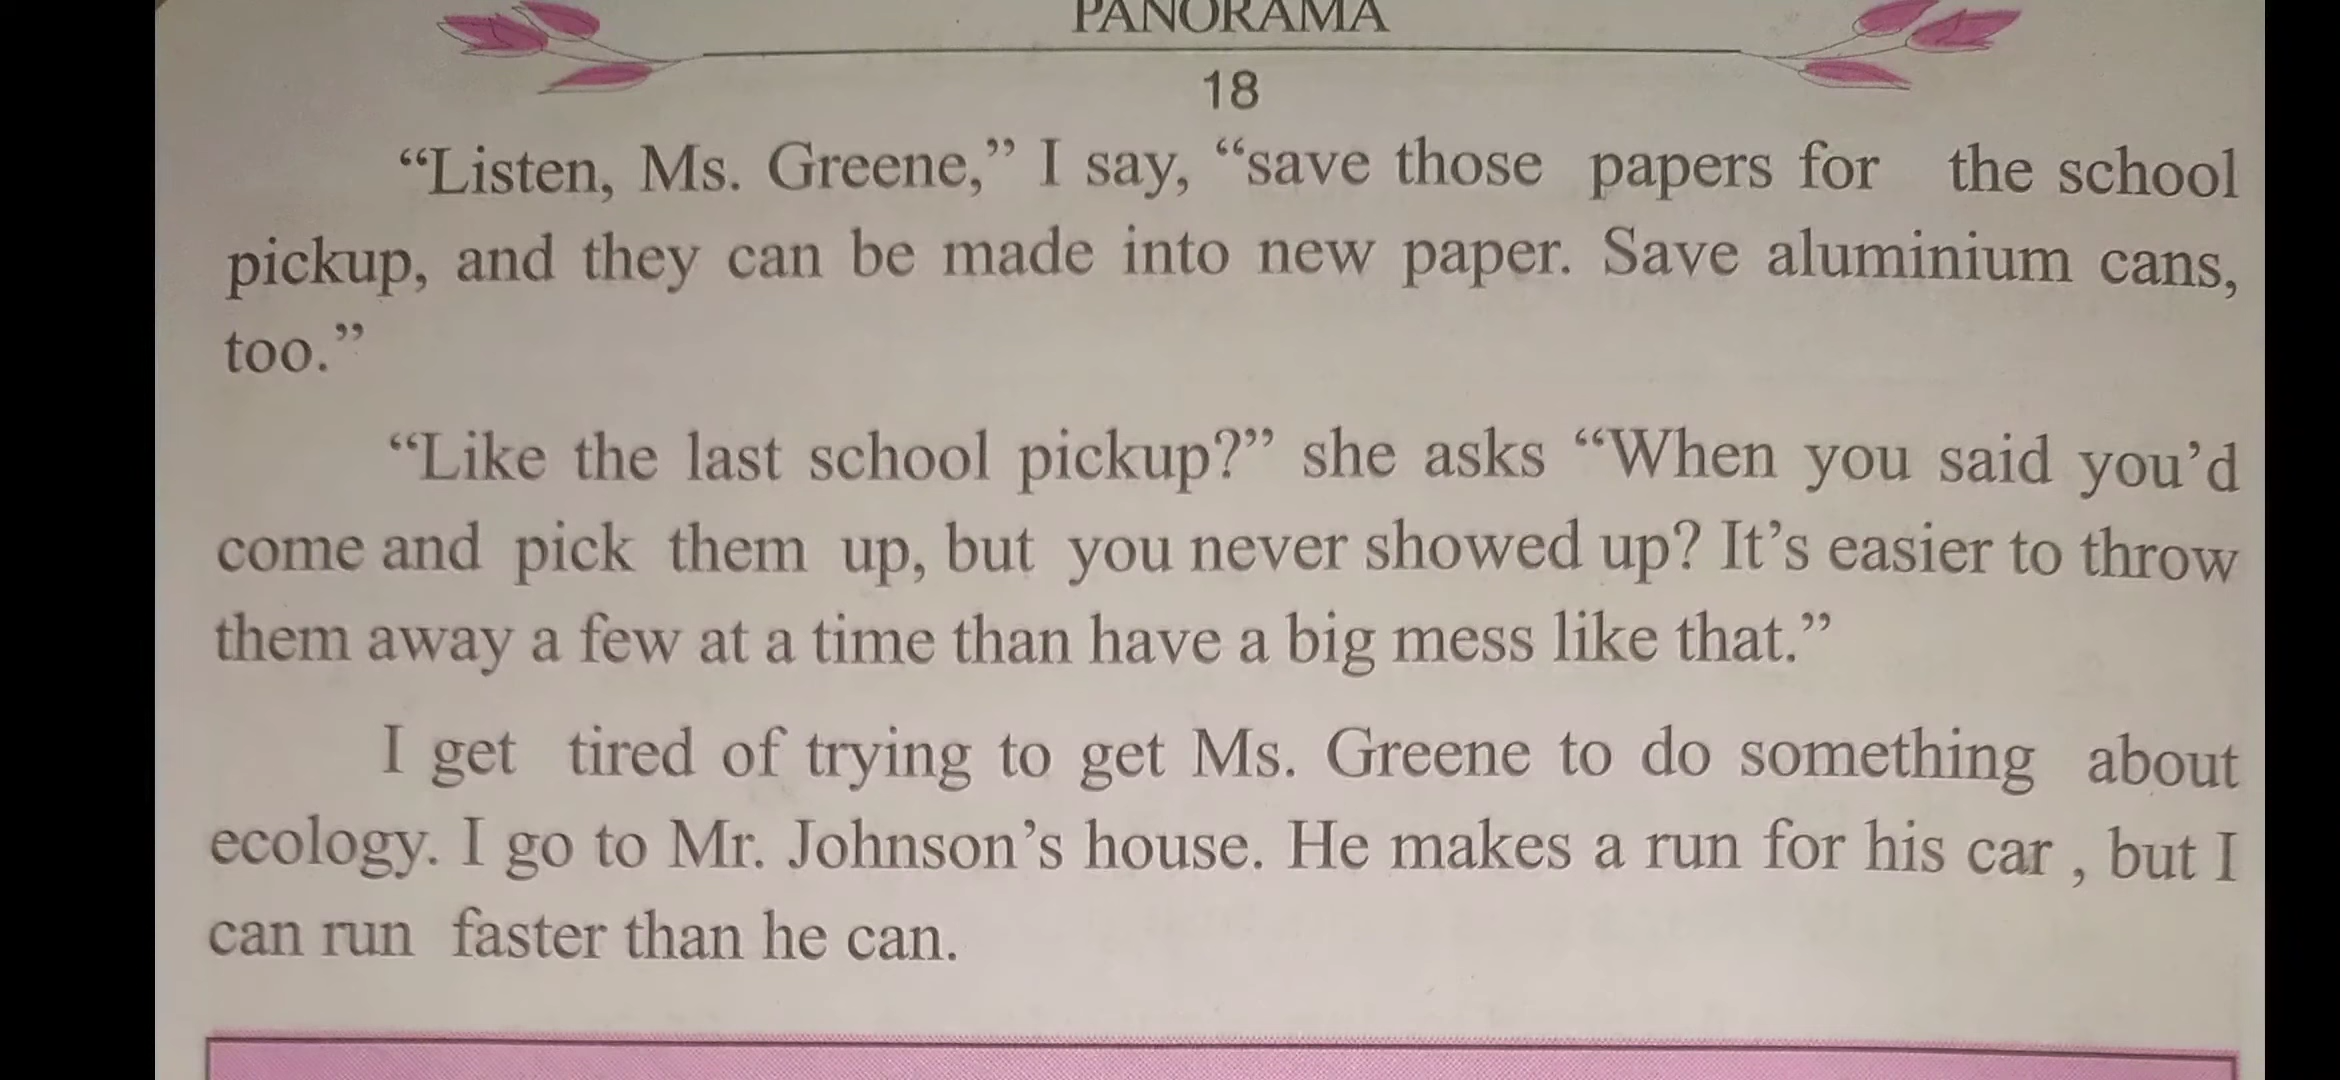 PANORAMA
18
“Listen, Ms. Greene,” I say, “save those papers for the school
pickup, and they can be made into new paper. Save aluminium cans,
too.”
“Like the last school pickup?” she asks “When you said you’d
come and pick them up, but you never showed up? It’s easier to throw
them away a few at a time than have a big mess like that.”
I get tired of trying to get Ms. Greene to do something about
ecology. I go to Mr. Johnson’s house. He makes a run for his car , but I
can run faster than he can.